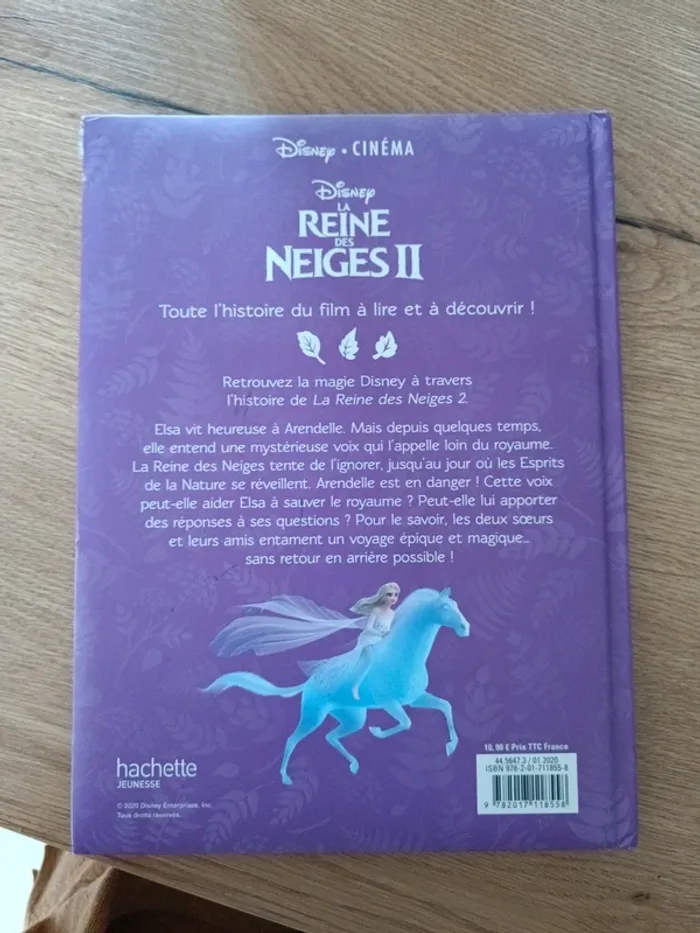 Disney • CINÉMA
Disney
LA
REINE
DES
NEIGES II
Toute l'histoire du film à lire et à découvrir !
Retrouvez la magie Disney à travers
l'histoire de La Reine des Neiges 2.
Elsa vit heureuse à Arendelle. Mais depuis quelques temps,
elle entend une mystérieuse voix qui l'appelle loin du royaume.
La Reine des Neiges tente de l'ignorer, jusqu'au jour où les Esprits
de la Nature se réveillent. Arendelle est en danger ! Cette voix
peut-elle aider Elsa à sauver le royaume ? Peut-elle lui apporter
des réponses à ses questions ? Pour le savoir, les deux sœurs
et leurs amis entament un voyage épique et magique...
sans retour en arrière possible !
10, 90 € Prix TTC France
44.5647.3 / 01.2020
ISBN 978-2-01-711855-8
9 782017 118558
hachette
JEUNESSE
© 2020 Disney Enterprises, Inc.
Tous droits réservés.